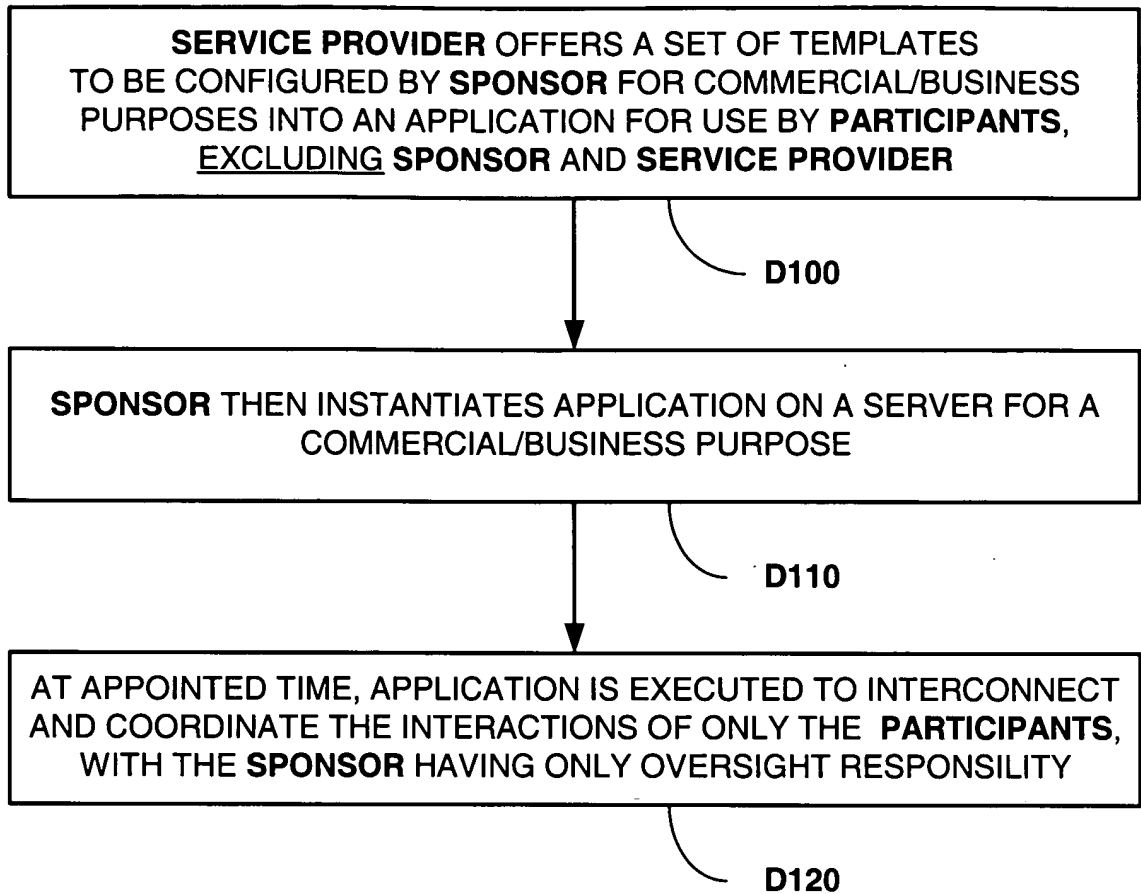 SERVICE PROVIDER OFFERS A SET OF TEMPLATES
TO BE CONFIGURED BY SPONSOR FOR COMMERCIAL/BUSINESS
PURPOSES INTO AN APPLICATION FOR USE BY PARTICIPANTS,
EXCLUDING SPONSOR AND SERVICE PROVIDER
D100
SPONSOR THEN INSTANTIATES APPLICATION ON A SERVER FOR A
COMMERCIAL/BUSINESS PURPOSE
D110
AT APPOINTED TIME, APPLICATION IS EXECUTED TO INTERCONNECT
AND COORDINATE THE INTERACTIONS OF ONLY THE PARTICIPANTS,
WITH THE SPONSOR HAVING ONLY OVERSIGHT RESPONSILITY
D120